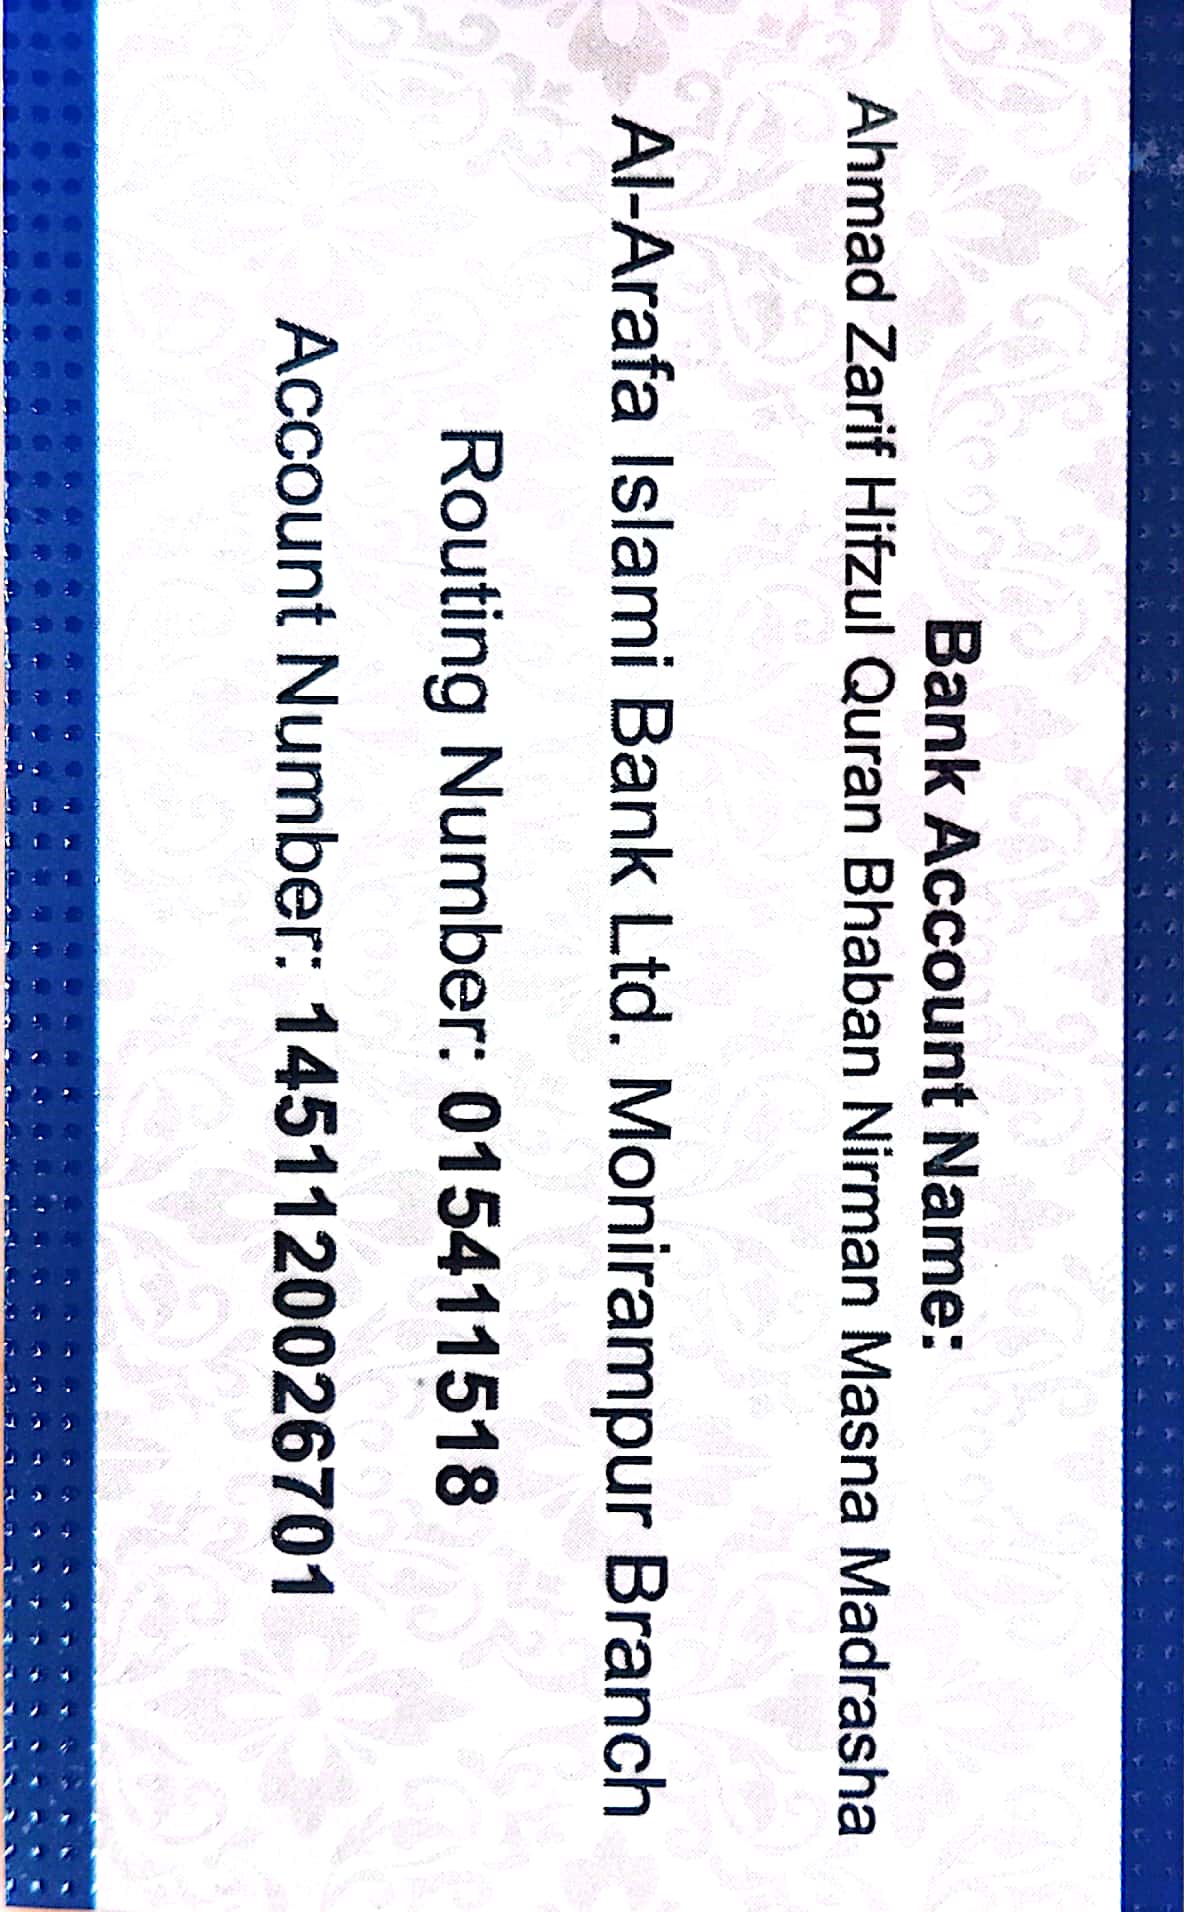 Bank Account Name:
Ahmad Zarif Hifzul Quran Bhaban Nirman Masna Madrasha
Al-Arafa Islami Bank Ltd. Monirampur Branch
Routing Number: 015411518
Account Number: 1451120026701